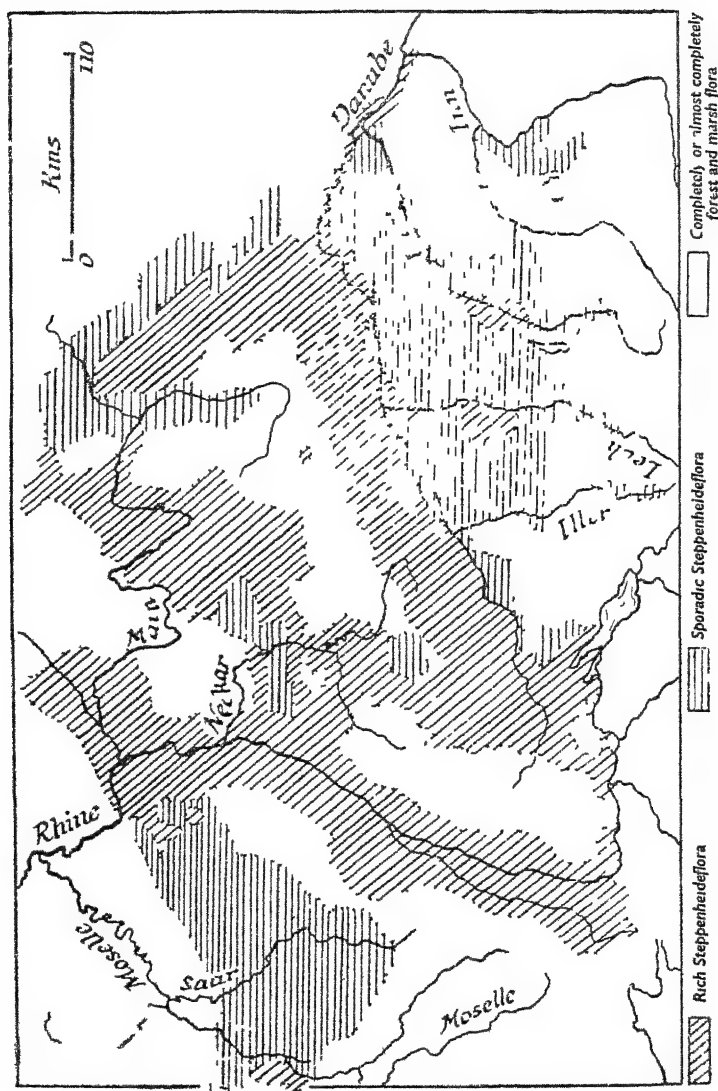 Kms
0 110
Danube
Inn
Rhine
Main
Neckar
Moselle
Saar
Moselle
Iller
Lech
Rich Steppenheideflora
Sporadic Steppenheideflora
Completely or almost completely
forest and marsh flora